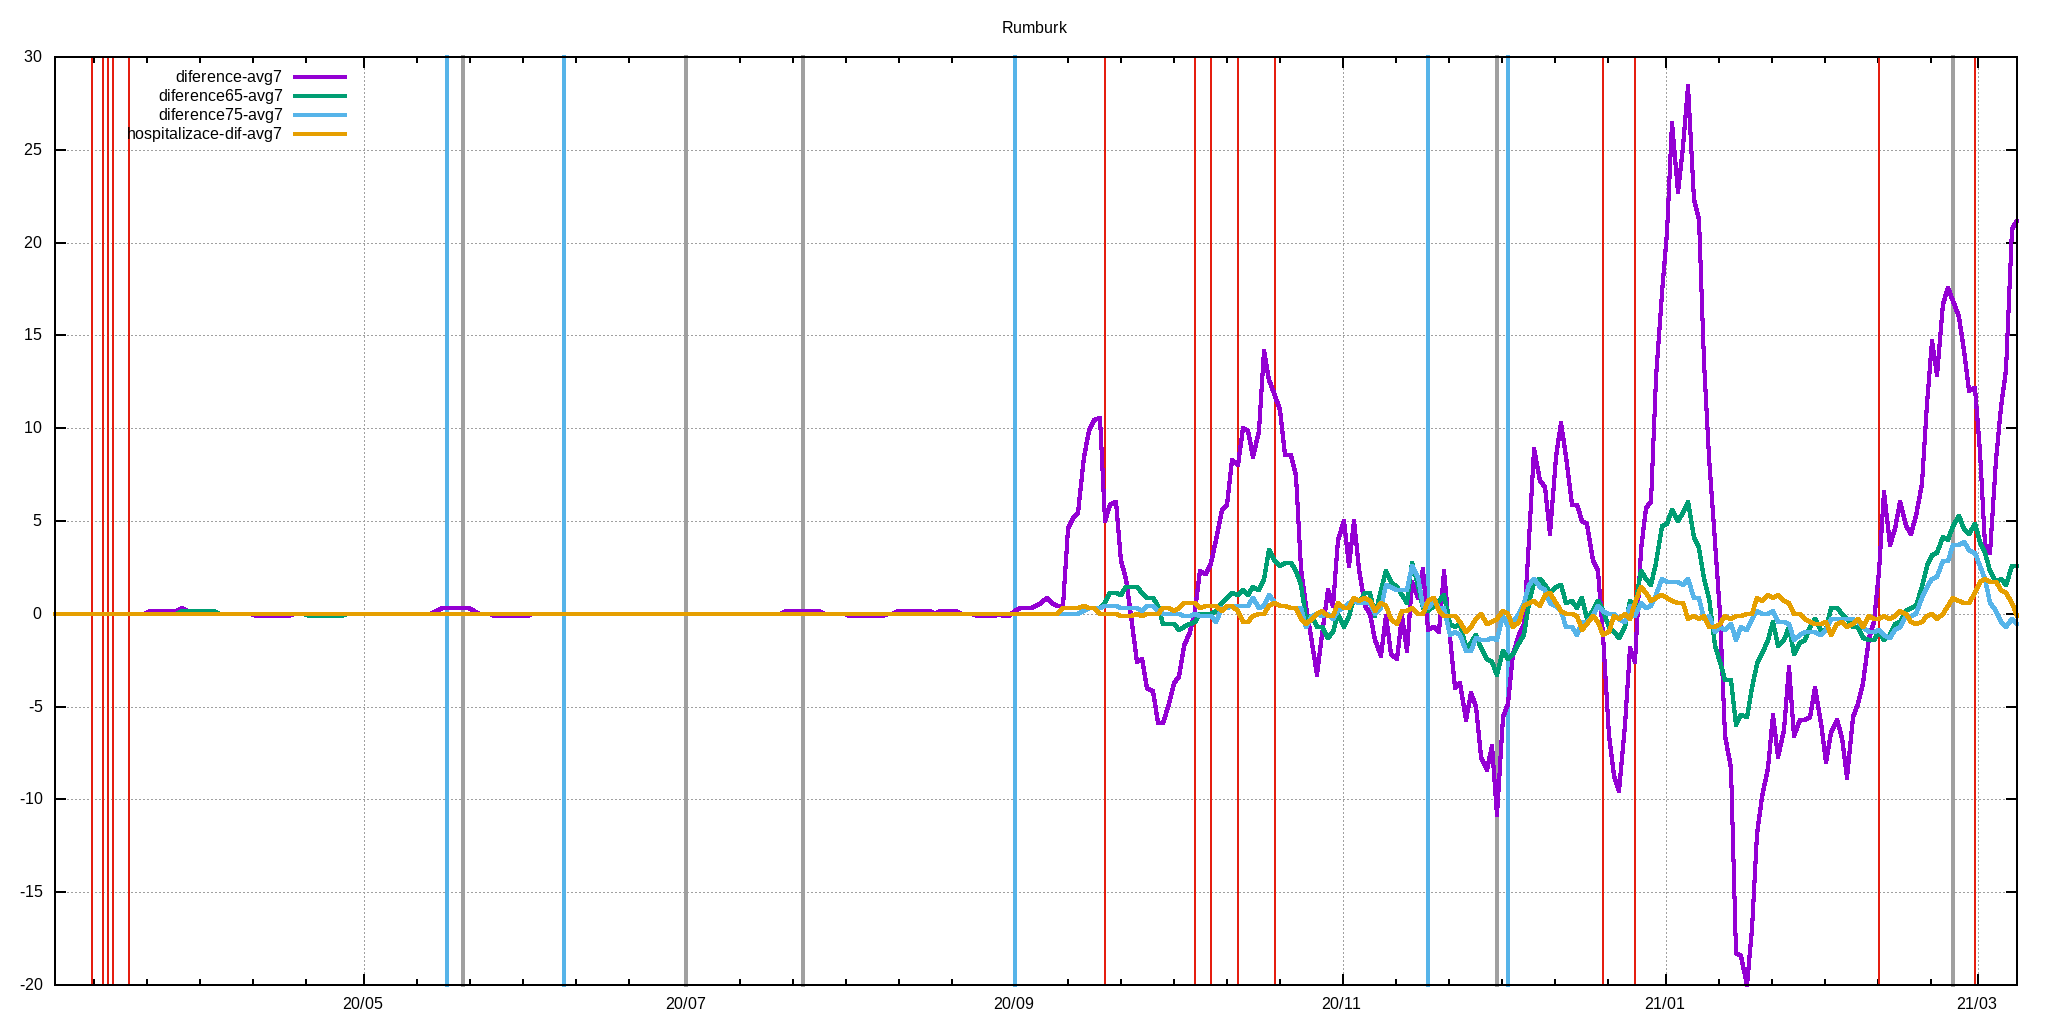 Rumburk
30
25
20
15
10
5
0
-5
-10
-15
-20
diference-avg7
diference65-avg7
diference75-avg7
hospitalizace-dif-avg7
20/05 20/07 20/09 20/11 21/01 21/03